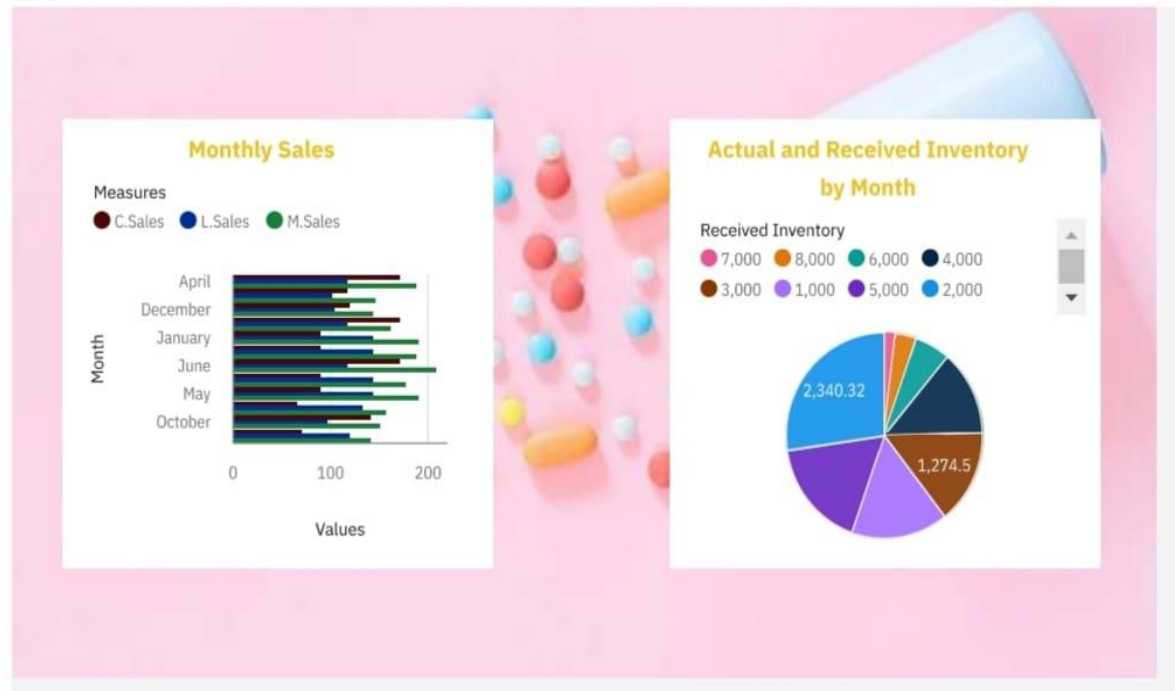 Monthly Sales
Measures
C.Sales L.Sales M.Sales
April
December
January
June
May
October
Month
0 100 200
Values
Actual and Received Inventory
by Month
Received Inventory
7,000 8,000 6,000 4,000
3,000 1,000 5,000 2,000
2,340.32
1,274.5